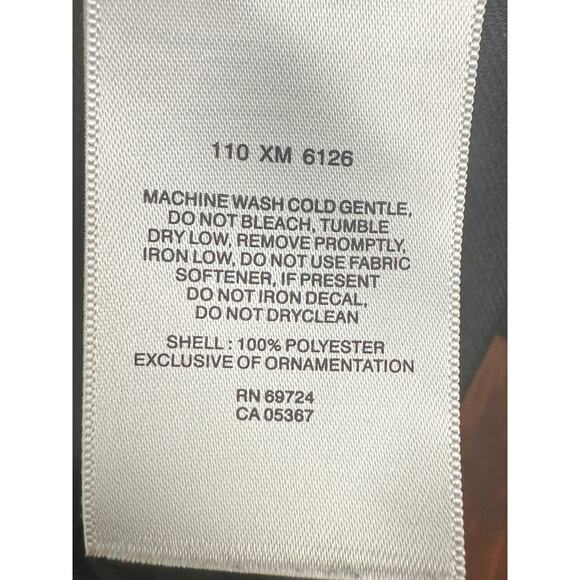 110 XM 6126
MACHINE WASH COLD GENTLE,
DO NOT BLEACH, TUMBLE
DRY LOW, REMOVE PROMPTLY,
IRON LOW, DO NOT USE FABRIC
SOFTENER, IF PRESENT
DO NOT IRON DECAL,
DO NOT DRYCLEAN
SHELL : 100% POLYESTER
EXCLUSIVE OF ORNAMENTATION
RN 69724
CA 05367